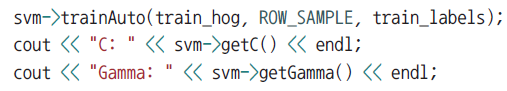 svm->trainAuto(train_hog, ROW_SAMPLE, train_labels);
cout << "C: " << svm->getC() << endl;
cout << "Gamma: " << svm->getGamma() << endl;